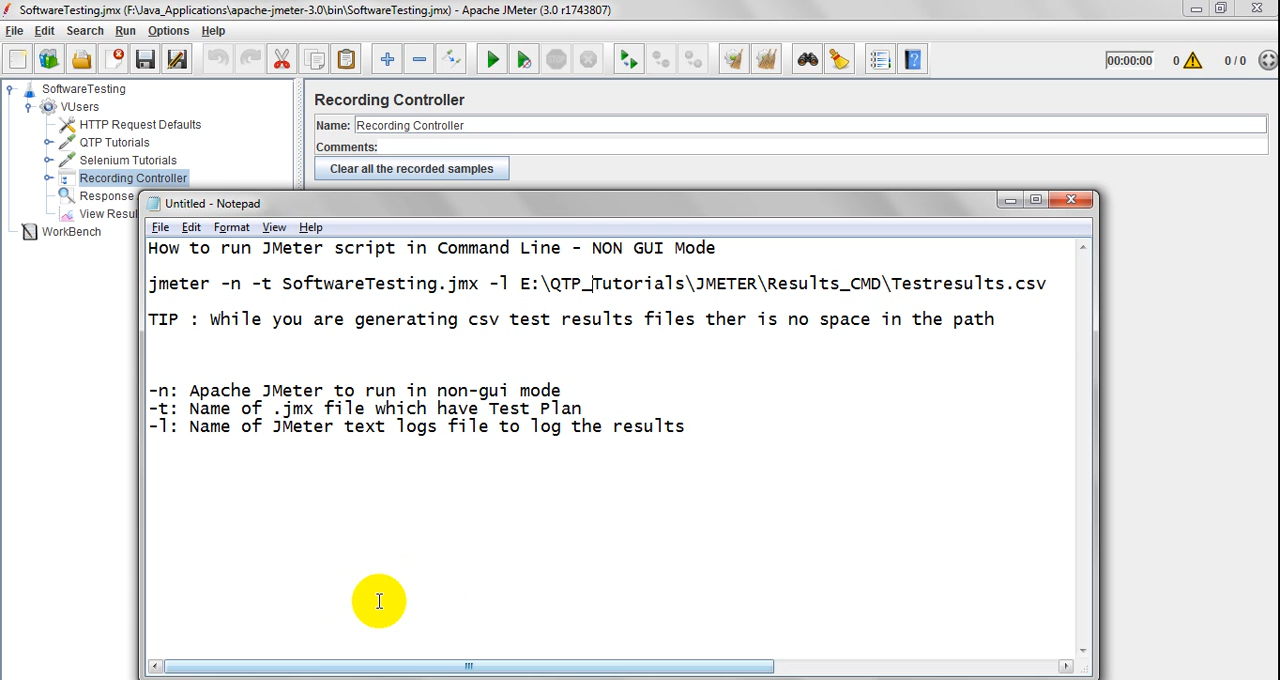 SoftwareTesting.jmx (F:\Java_Applications\apache-jmeter-3.0\bin\SoftwareTesting.jmx) - Apache JMeter (3.0 r1743807)
File Edit Search Run Options Help
00:00:00 0 0 / 0
SoftwareTesting
VUsers
HTTP Request Defaults
QTP Tutorials
Selenium Tutorials
Recording Controller
Response
View Resul
WorkBench
Recording Controller
Name: Recording Controller
Comments:
Clear all the recorded samples
Untitled - Notepad
File Edit Format View Help
How to run JMeter script in Command Line - NON GUI Mode
jmeter -n -t SoftwareTesting.jmx -l E:\QTP_Tutorials\JMETER\Results_CMD\Testresults.csv
TIP : While you are generating csv test results files ther is no space in the path
-n: Apache JMeter to run in non-gui mode
-t: Name of .jmx file which have Test Plan
-l: Name of JMeter text logs file to log the results